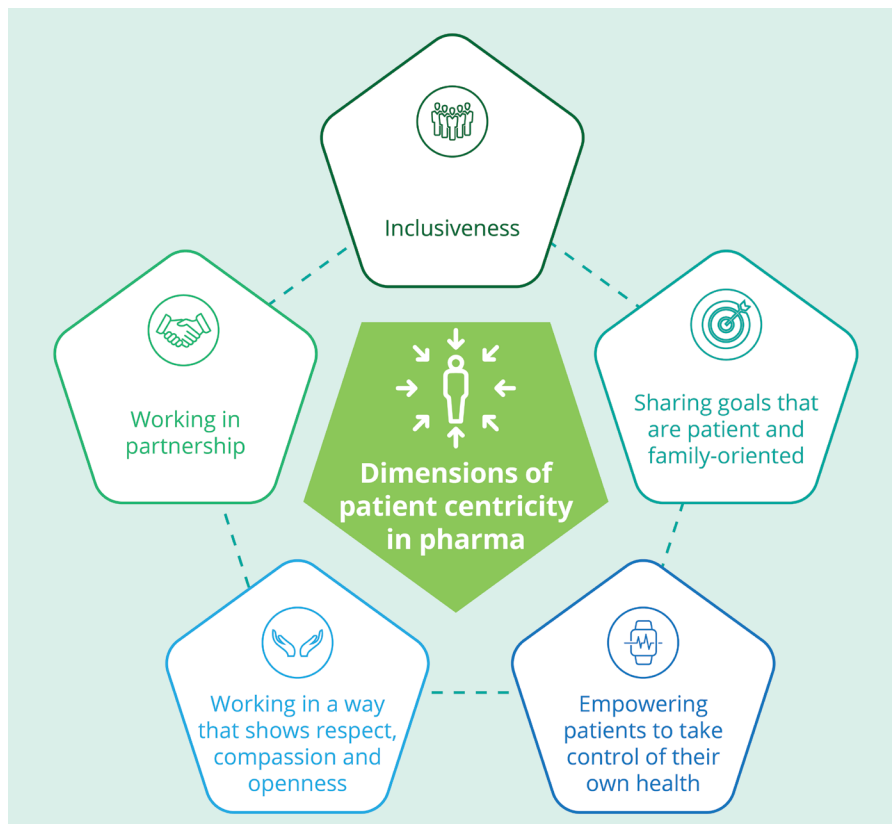 Inclusiveness
Working in
partnership
Sharing goals that
are patient and
family-oriented
Dimensions of
patient centricity
in pharma
Working in a way
that shows respect,
compassion and
openness
Empowering
patients to take
control of their
own health